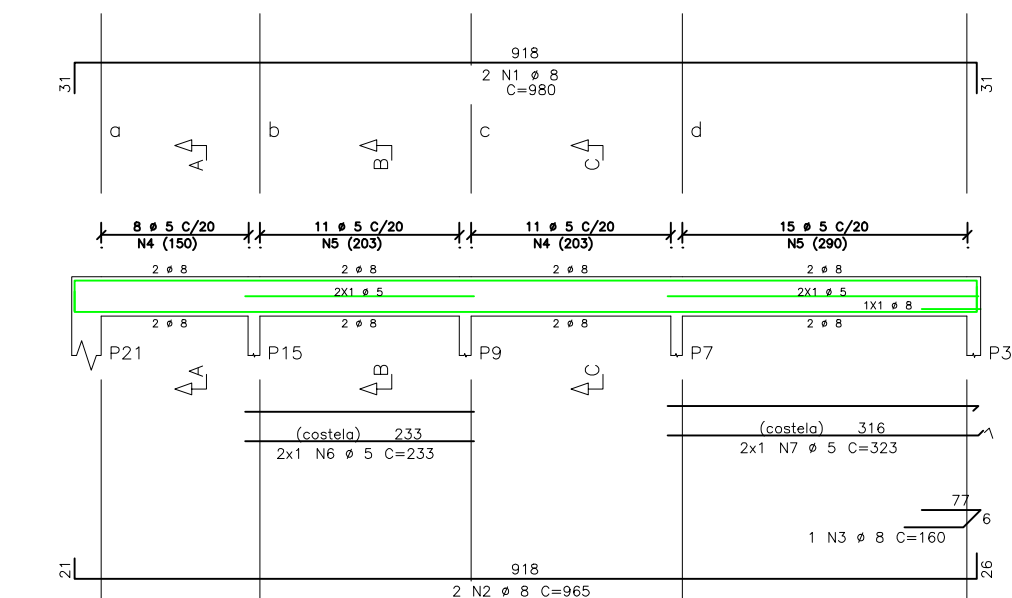 918
31
31
2 N1 ø 8
C=980
a
b
c
d
A
B
C
8 ø 5 C/20
11 ø 5 C/20
11 ø 5 C/20
15 ø 5 C/20
N4 (150)
N5 (203)
N4 (203)
N5 (290)
2 ø 8
2 ø 8
2 ø 8
2 ø 8
2X1 ø 5
2X1 ø 5
1X1 ø 8
2 ø 8
2 ø 8
2 ø 8
2 ø 8
P21
P15
P9
P7
P3
A
B
C
(costela) 233
2x1 N6 ø 5 C=233
(costela) 316
2x1 N7 ø 5 C=323
77
6
1 N3 ø 8 C=160
21
918
26
2 N2 ø 8 C=965